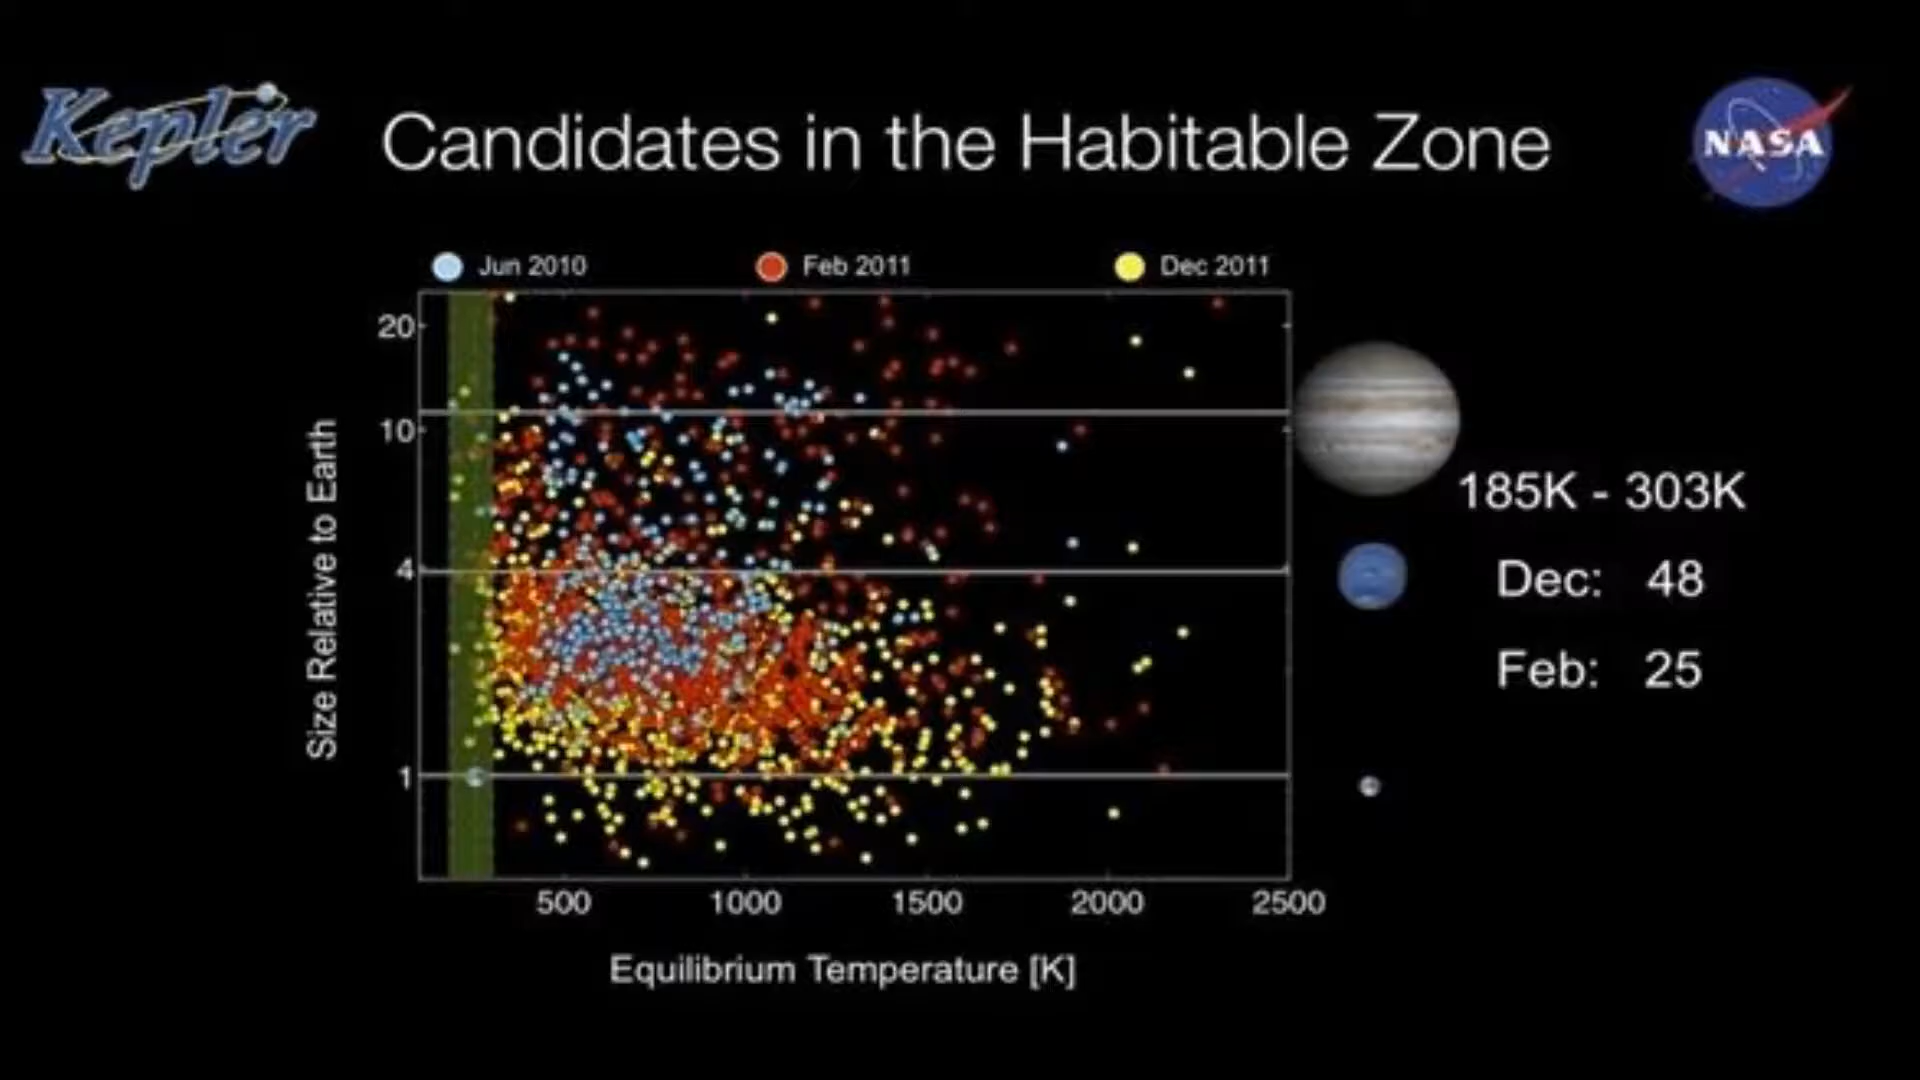 Kepler
Candidates in the Habitable Zone
NASA
Jun 2010
Feb 2011
Dec 2011
20
10
4
1
Size Relative to Earth
500
1000
1500
2000
2500
Equilibrium Temperature [K]
185K - 303K
Dec: 48
Feb: 25